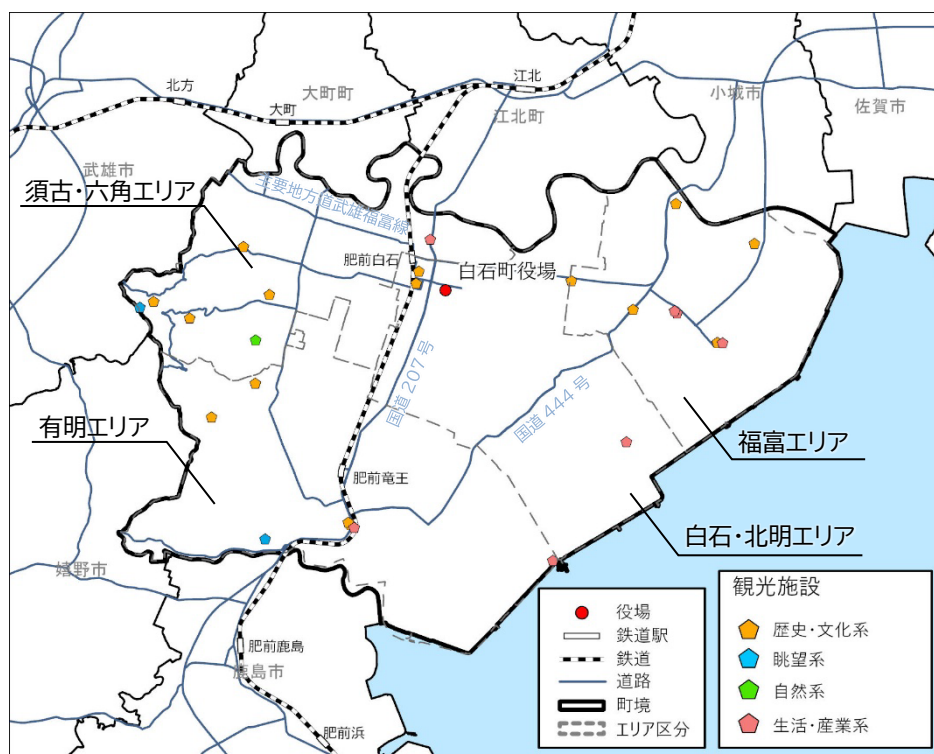 北方
大町町
大町
江北
江北町
小城市
佐賀市
武雄市
須古・六角エリア
主要地方道武雄福富線
肥前白石
白石町役場
国道 207 号
国道 444 号
有明エリア
肥前竜王
福富エリア
白石・北明エリア
嬉野市
肥前鹿島
鹿島市
肥前浜
役場
鉄道駅
鉄道
道路
町境
エリア区分
観光施設
歴史・文化系
眺望系
自然系
生活・産業系